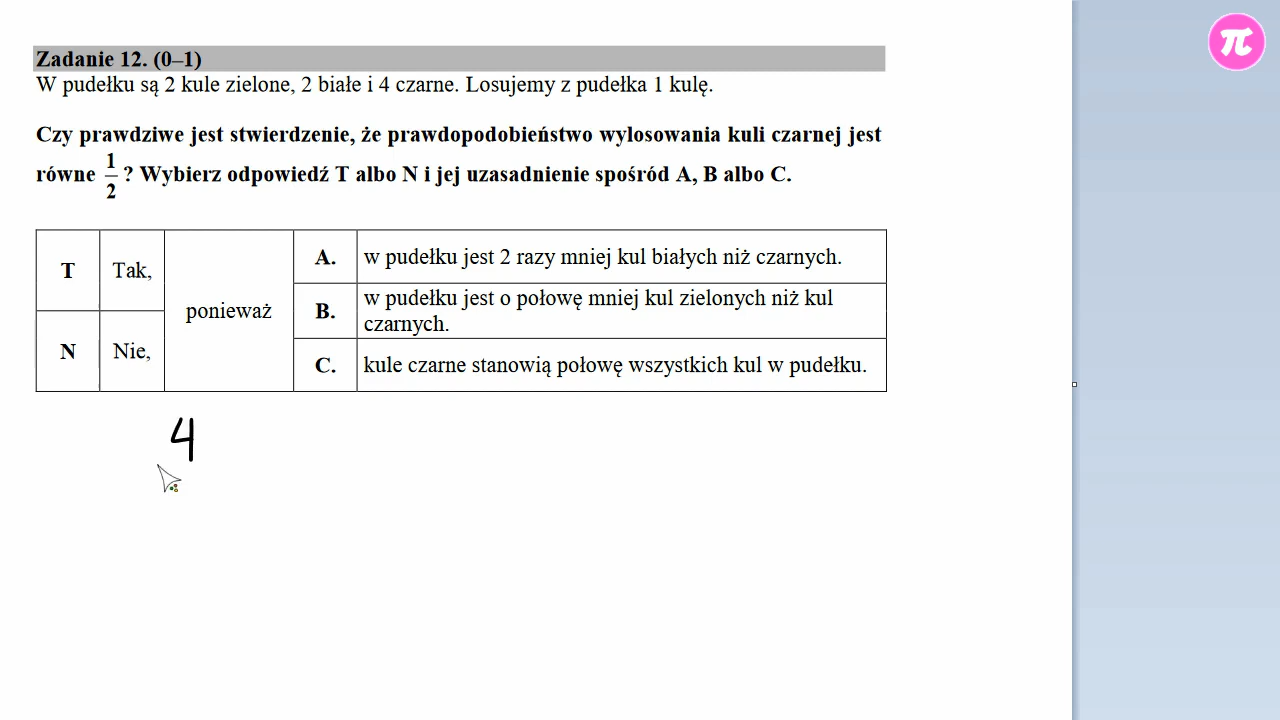 Zadanie 12. (0–1)
W pudełku są 2 kule zielone, 2 białe i 4 czarne. Losujemy z pudełka 1 kulę.
Czy prawdziwe jest stwierdzenie, że prawdopodobieństwo wylosowania kuli czarnej jest
równe 1/2 ? Wybierz odpowiedź T albo N i jej uzasadnienie spośród A, B albo C.
T Tak,
N Nie,
ponieważ
A. w pudełku jest 2 razy mniej kul białych niż czarnych.
B. w pudełku jest o połowę mniej kul zielonych niż kul
czarnych.
C. kule czarne stanowią połowę wszystkich kul w pudełku.
4
π